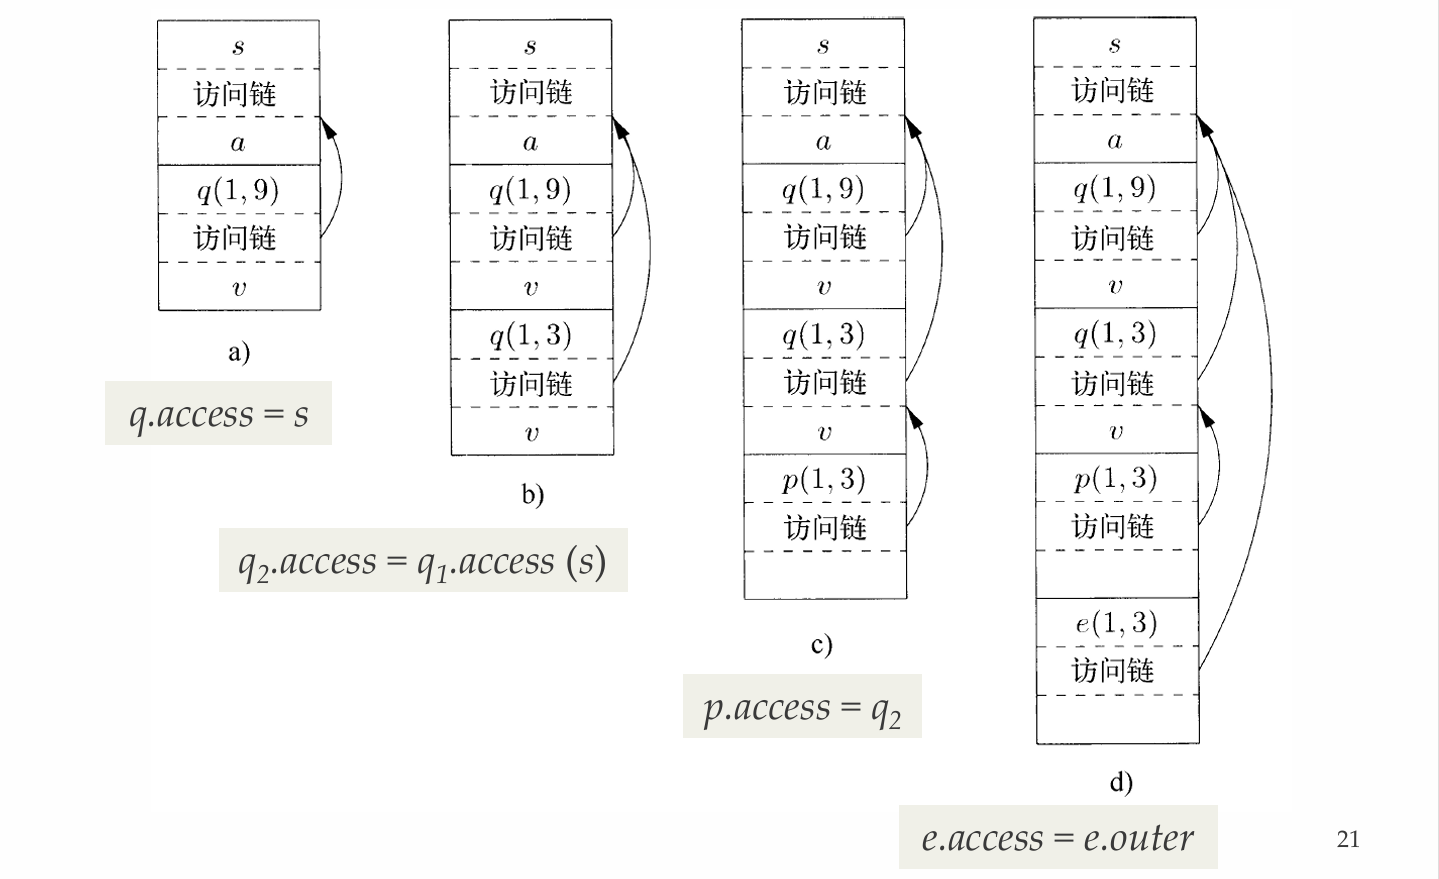 s
访问链
a
q(1, 9)
访问链
v
a)
q.access = s
s
访问链
a
q(1, 9)
访问链
v
q(1, 3)
访问链
v
b)
q2.access = q1.access (s)
s
访问链
a
q(1, 9)
访问链
v
q(1, 3)
访问链
v
p(1, 3)
访问链
c)
p.access = q2
s
访问链
a
q(1, 9)
访问链
v
q(1, 3)
访问链
v
p(1, 3)
访问链
e(1, 3)
访问链
d)
e.access = e.outer
21